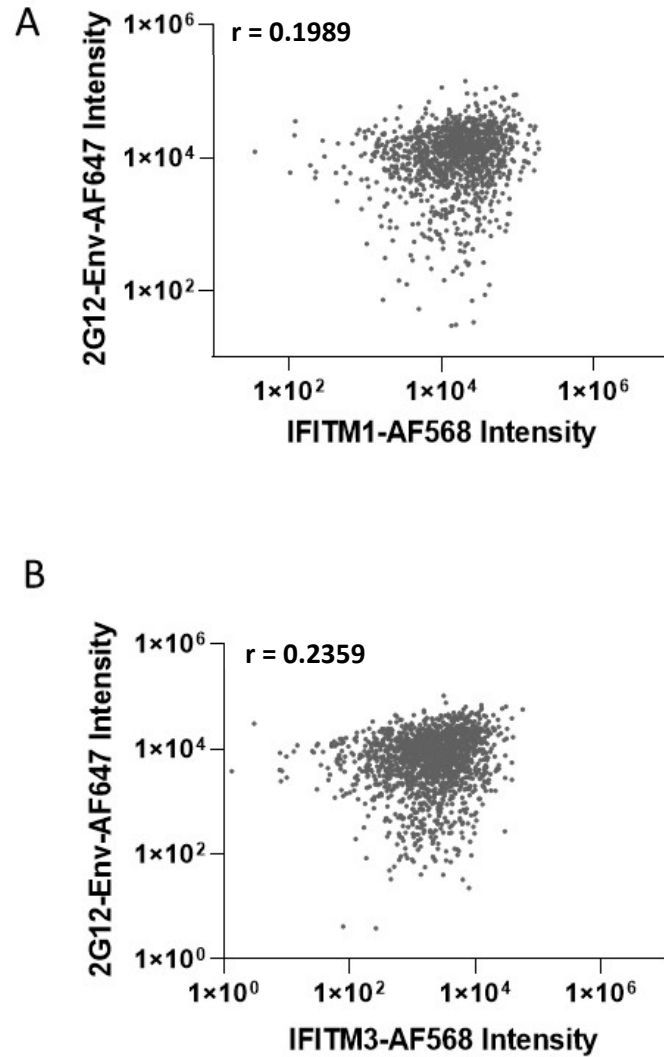 A
r = 0.1989
2G12-Env-AF647 Intensity
1×10⁶
1×10⁴
1×10²
1×10² 1×10⁴ 1×10⁶
IFITM1-AF568 Intensity
B
r = 0.2359
2G12-Env-AF647 Intensity
1×10⁶
1×10⁴
1×10²
1×10⁰
1×10⁰ 1×10² 1×10⁴ 1×10⁶
IFITM3-AF568 Intensity